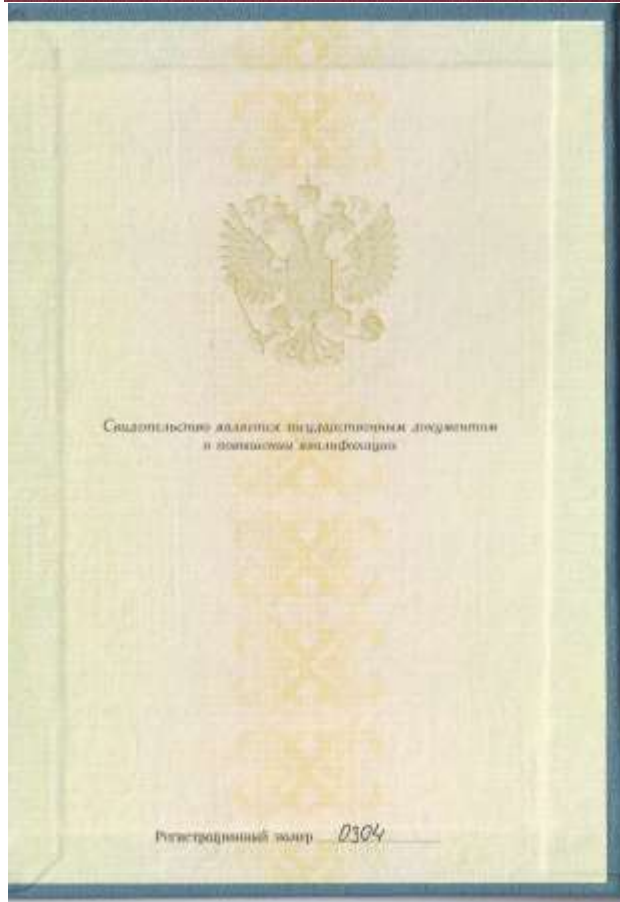 Свидетельство является государственным документом
о повышении квалификации
Регистрационный номер 0304